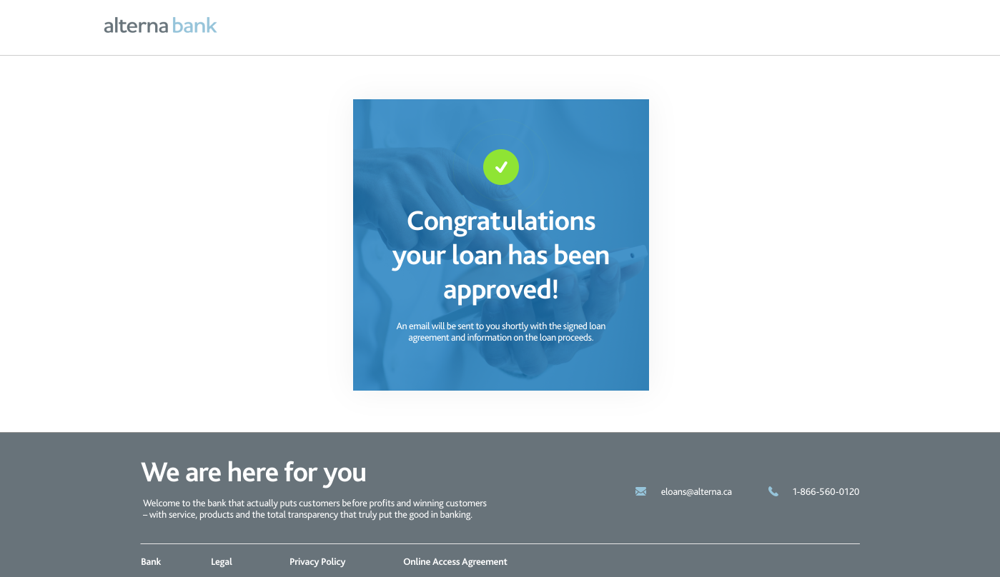 alterna bank
Congratulations
your loan has been
approved!
An email will be sent to you shortly with the signed loan
agreement and information on the loan proceeds.
We are here for you
Welcome to the bank that actually puts customers before profits and winning customers
– with service, products and the total transparency that truly put the good in banking.
eloans@alterna.ca
1-866-560-0120
Bank
Legal
Privacy Policy
Online Access Agreement